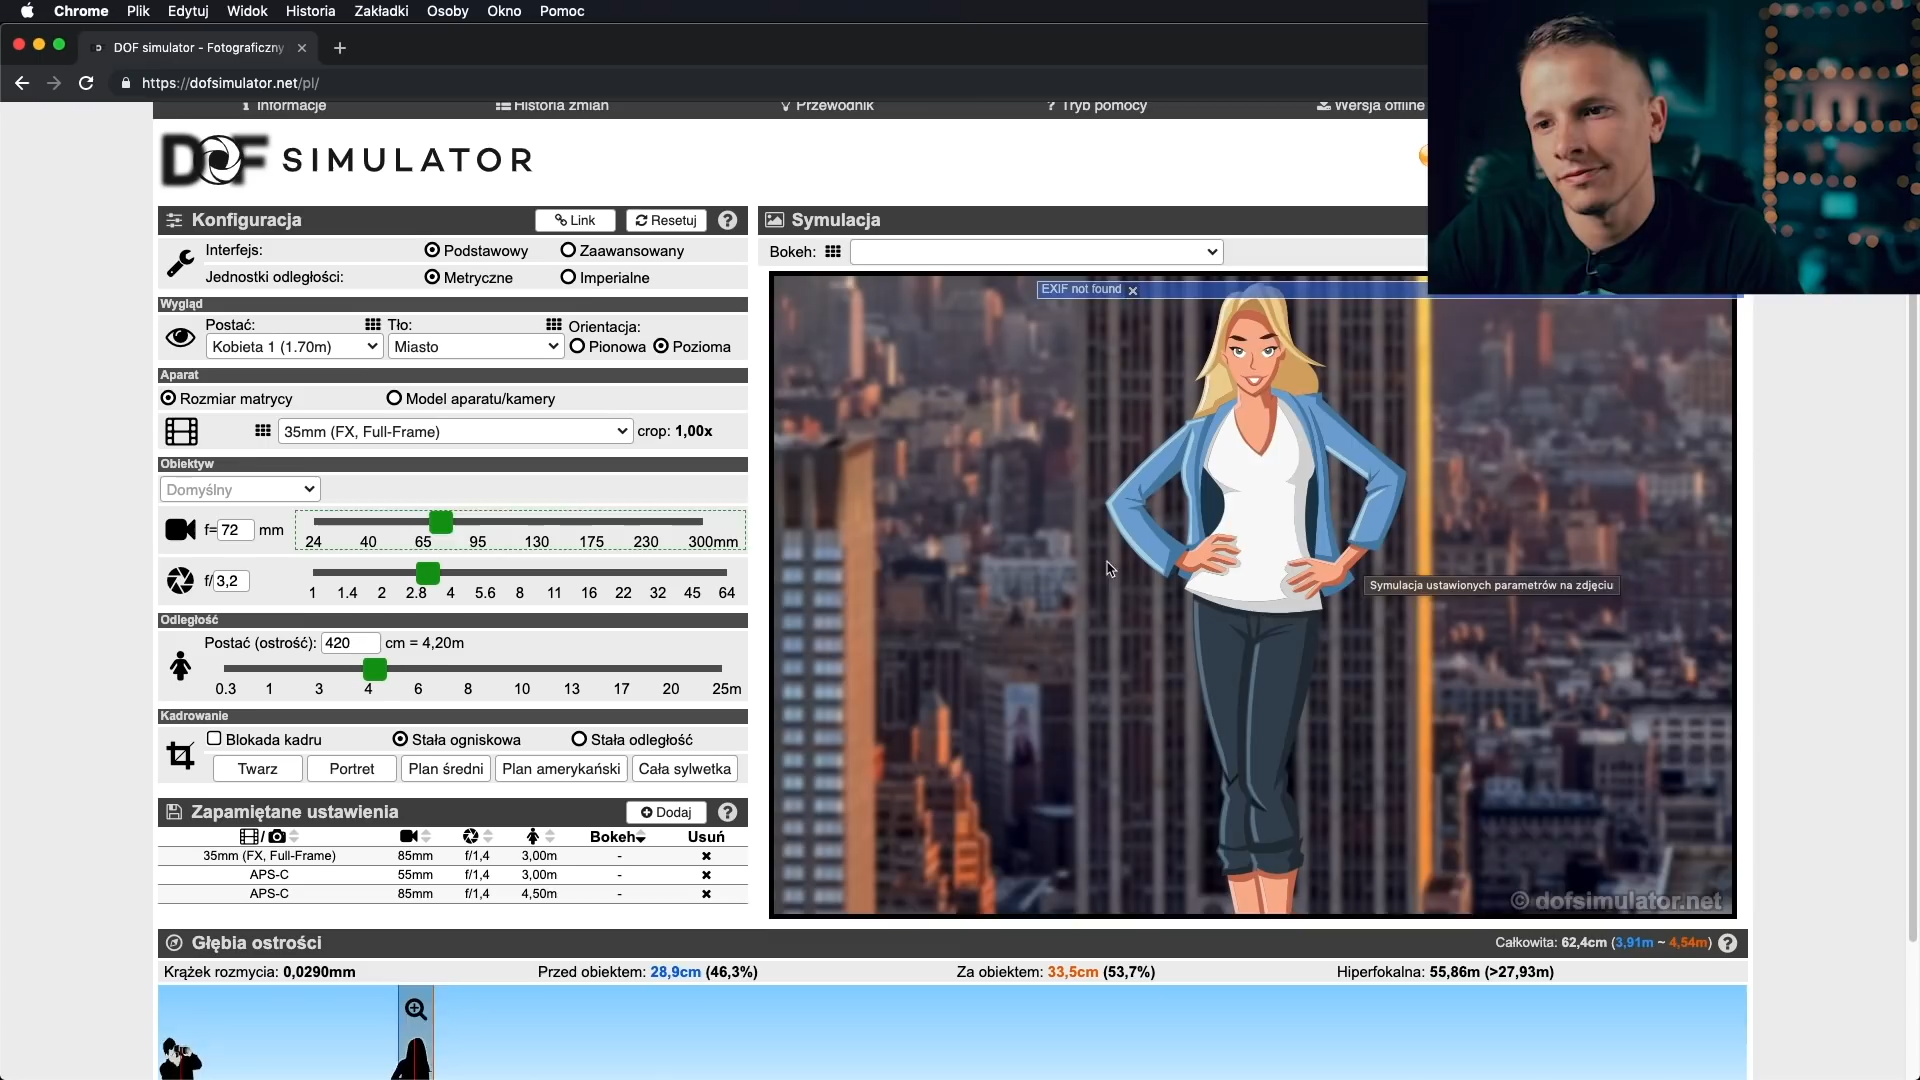 Chrome Plik Edytuj Widok Historia Zakładki Osoby Okno Pomoc
DOF simulator - Fotograficzny
https://dofsimulator.net/pl/
Informacje Historia zmian Przewodnik Tryb pomocy Wersja offline
DOF SIMULATOR
Konfiguracja Link Resetuj ?
Interfejs: Podstawowy Zaawansowany
Jednostki odległości: Metryczne Imperialne
Wygląd
Postać: Tło: Orientacja:
Kobieta 1 (1.70m) Miasto Pionowa Pozioma
Aparat
Rozmiar matrycy Model aparatu/kamery
35mm (FX, Full-Frame) crop: 1,00x
Obiektyw
Domyślny
f= 72 mm
24 40 65 95 130 175 230 300mm
f/ 3,2
1 1.4 2 2.8 4 5.6 8 11 16 22 32 45 64
Odległość
Postać (ostrość): 420 cm = 4,20m
0.3 1 3 4 6 8 10 13 17 20 25m
Kadrowanie
Blokada kadru Stała ogniskowa Stała odległość
Twarz Portret Plan średni Plan amerykański Cała sylwetka
Zapamiętane ustawienia Dodaj ?
/ Bokeh Usuń
35mm (FX, Full-Frame) 85mm f/1,4 3,00m -
APS-C 55mm f/1,4 3,00m -
APS-C 85mm f/1,4 4,50m -
Symulacja
Bokeh:
EXIF not found
Symulacja ustawionych parametrów na zdjęciu
© dofsimulator.net
Głębia ostrości Całkowita: 62,4cm (3,91m ~ 4,54m) ?
Krążek rozmycia: 0,0290mm Przed obiektem: 28,9cm (46,3%) Za obiektem: 33,5cm (53,7%) Hiperfokalna: 55,86m (>27,93m)